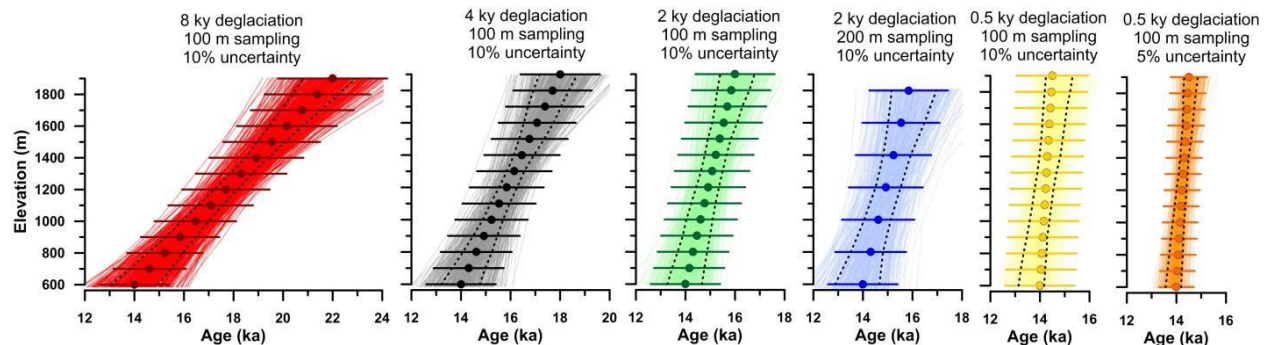 8 ky deglaciation
100 m sampling
10% uncertainty
4 ky deglaciation
100 m sampling
10% uncertainty
2 ky deglaciation
100 m sampling
10% uncertainty
2 ky deglaciation
200 m sampling
10% uncertainty
0.5 ky deglaciation
100 m sampling
10% uncertainty
0.5 ky deglaciation
100 m sampling
5% uncertainty
Elevation (m)
1800
1600
1400
1200
1000
800
600
12 14 16 18 20 22 24
Age (ka)
12 14 16 18 20
Age (ka)
12 14 16 18
Age (ka)
12 14 16 18
Age (ka)
12 14 16
Age (ka)
12 14 16
Age (ka)